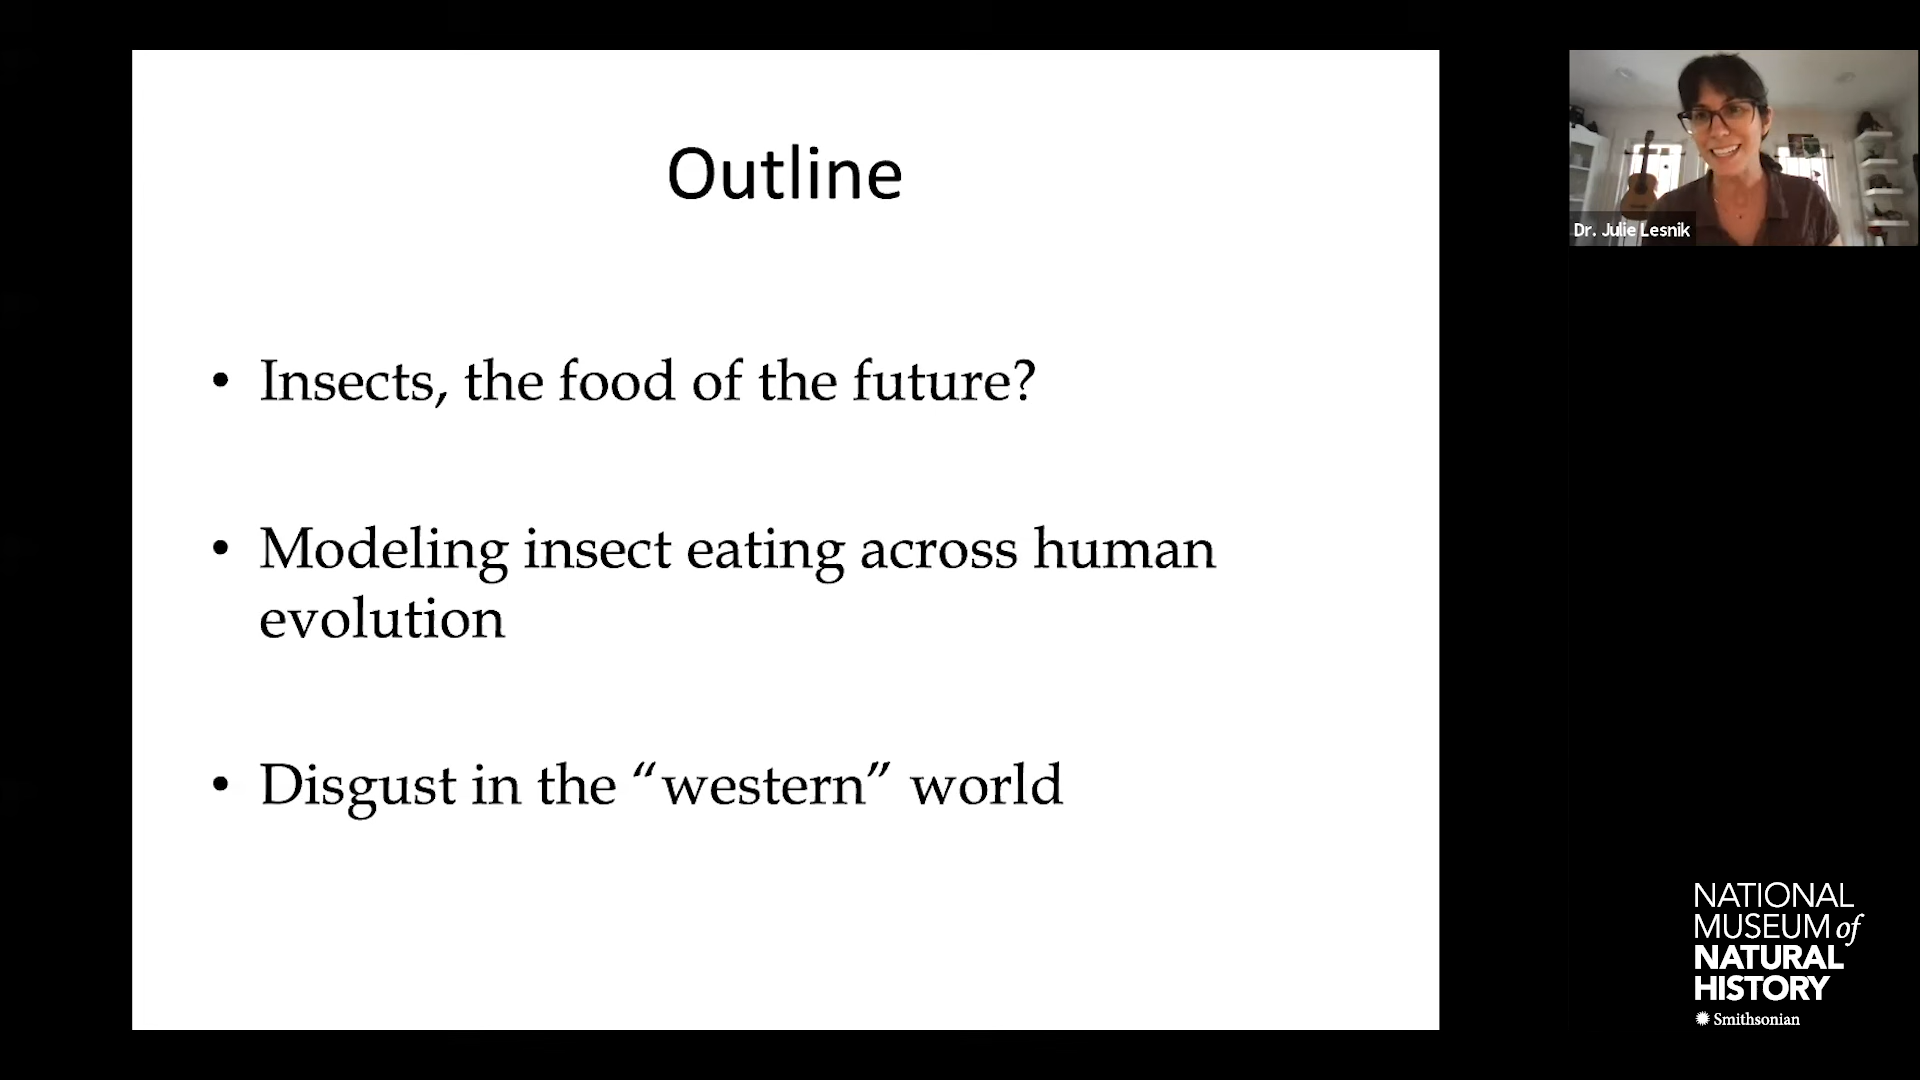 Outline
• Insects, the food of the future?
• Modeling insect eating across human
evolution
• Disgust in the “western” world
Dr. Julie Lesnik
NATIONAL
MUSEUM of
NATURAL
HISTORY
Smithsonian